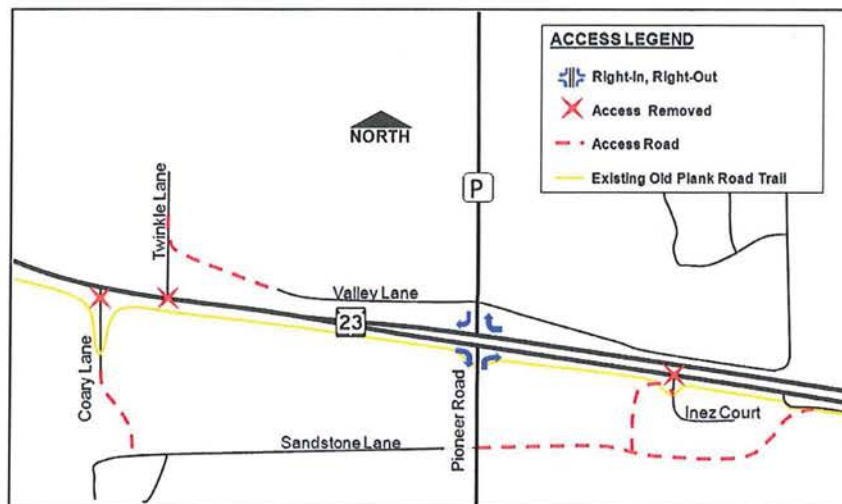 ACCESS LEGEND
Right-In, Right-Out
Access Removed
Access Road
Existing Old Plank Road Trail
NORTH
P
Twinkle Lane
Valley Lane
23
Coary Lane
Pioneer Road
Inez Court
Sandstone Lane